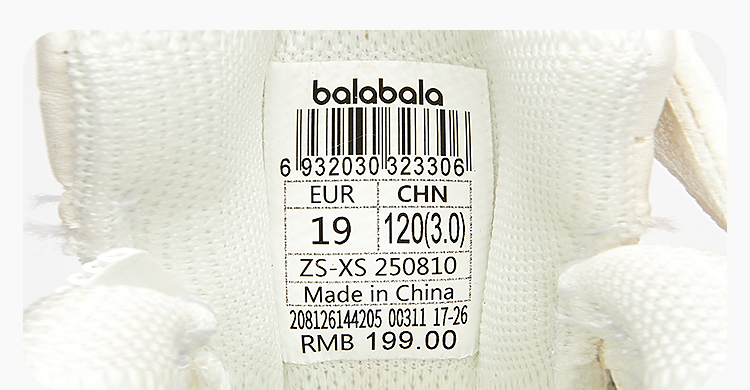 balabala
6 932030 323306
EUR CHN
19 120(3.0)
ZS-XS 250810
Made in China
208126144205 00311 17-26
RMB 199.00